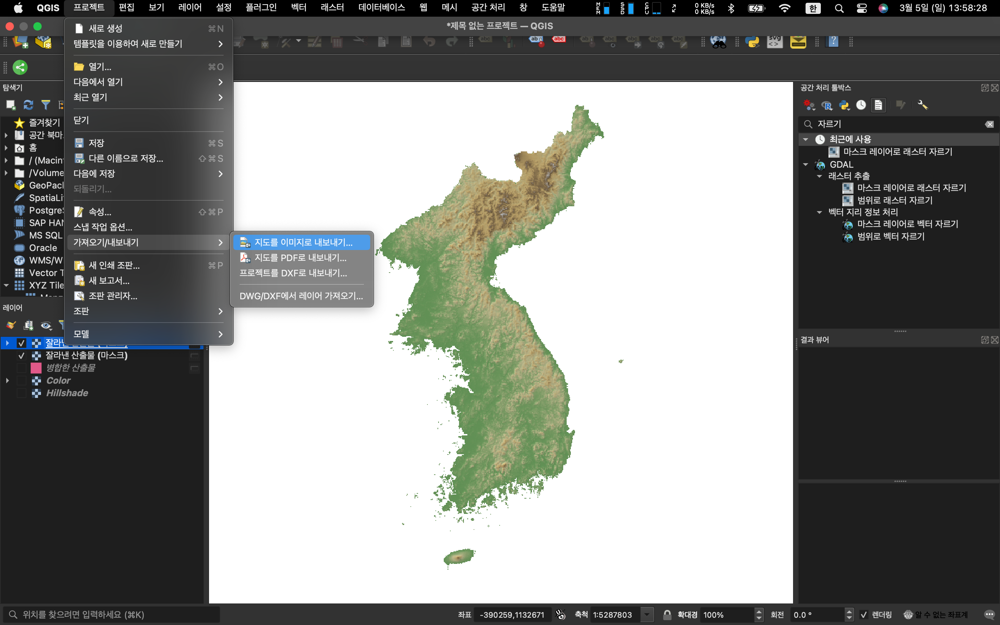 QGIS 프로젝트 편집 보기 레이어 설정 플러그인 벡터 래스터 데이터베이스 웹 메시 공간 처리 창 도움말 MEM SSD CPU 0 KB/s 0 KB/s 한 3월 5일 (일) 13:58:28
*제목 없는 프로젝트 — QGIS
새로 생성 ⌘N
템플릿을 이용하여 새로 만들기
열기... ⌘O
다음에서 열기
최근 열기
닫기
저장 ⌘S
다른 이름으로 저장... ⇧⌘S
다음에 저장
되돌리기...
속성... ⇧⌘P
스냅 작업 옵션...
가져오기/내보내기
새 인쇄 조판... ⌘P
새 보고서...
조판 관리자...
조판
모델
지도를 이미지로 내보내기...
지도를 PDF로 내보내기...
프로젝트를 DXF로 내보내기...
DWG/DXF에서 레이어 가져오기...
abc ab abc ab abc abc abc abc svg <> ?
탐색기
즐겨찾기
공간 북마
홈
/ (Macin
/Volume
GeoPac
SpatiaLi
Postgre
SAP HAN
MS SQL
Oracle
WMS/W
Vector T
XYZ Tile
레이어
잘라낸
잘라낸 산출물 (마스크)
병합한 산출물
Color
Hillshade
공간 처리 툴박스
R
자르기
최근에 사용
마스크 레이어로 래스터 자르기
GDAL
래스터 추출
마스크 레이어로 래스터 자르기
범위로 래스터 자르기
벡터 지리 정보 처리
마스크 레이어로 벡터 자르기
범위로 벡터 자르기
결과 뷰어
위치를 찾으려면 입력하세요 (⌘K) 좌표 -390259,1132671 축척 1:5287803 확대경 100% 회전 0.0 ° 렌더링 알 수 없는 좌표계